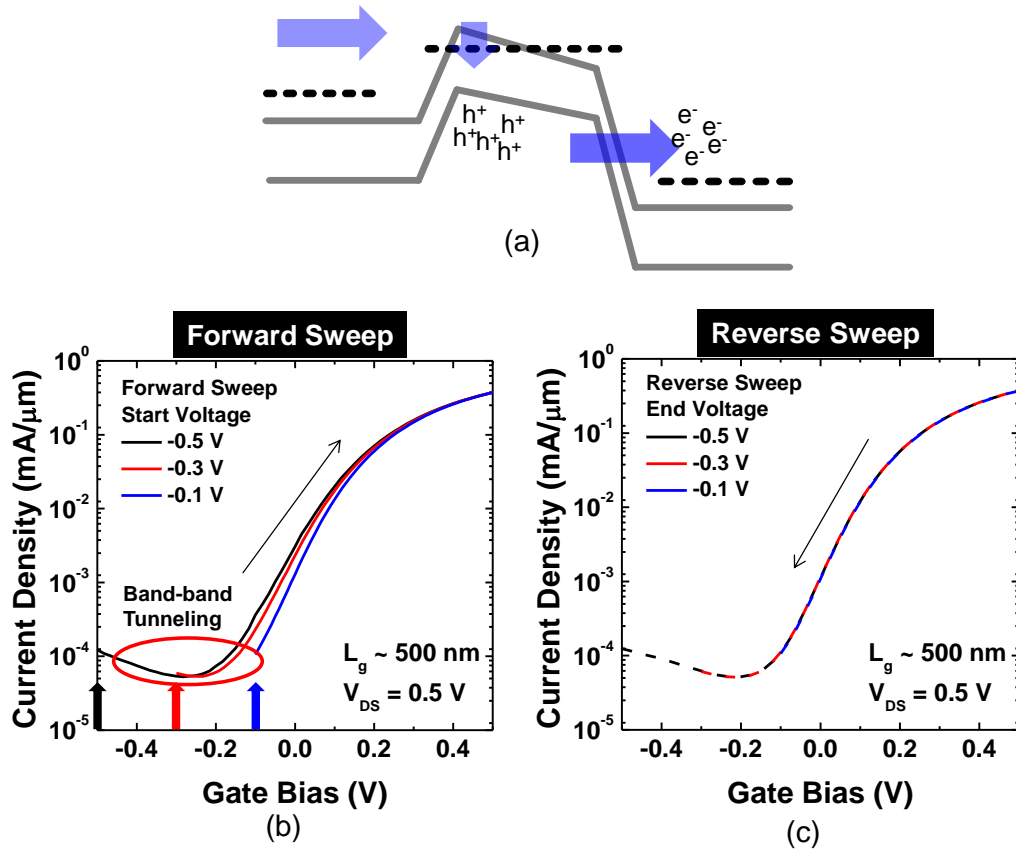 h⁺
h⁺
h⁺
h⁺
h⁺
e⁻
e⁻
e⁻
e⁻
e⁻
(a)
Forward Sweep
Current Density (mA/μm)
10⁰
10⁻¹
10⁻²
10⁻³
10⁻⁴
10⁻⁵
Forward Sweep
Start Voltage
-0.5 V
-0.3 V
-0.1 V
Band-band
Tunneling
L_g ~ 500 nm
V_DS = 0.5 V
-0.4 -0.2 0.0 0.2 0.4
Gate Bias (V)
(b)
Reverse Sweep
Current Density (mA/μm)
10⁰
10⁻¹
10⁻²
10⁻³
10⁻⁴
10⁻⁵
Reverse Sweep
End Voltage
-0.5 V
-0.3 V
-0.1 V
L_g ~ 500 nm
V_DS = 0.5 V
-0.4 -0.2 0.0 0.2 0.4
Gate Bias (V)
(c)